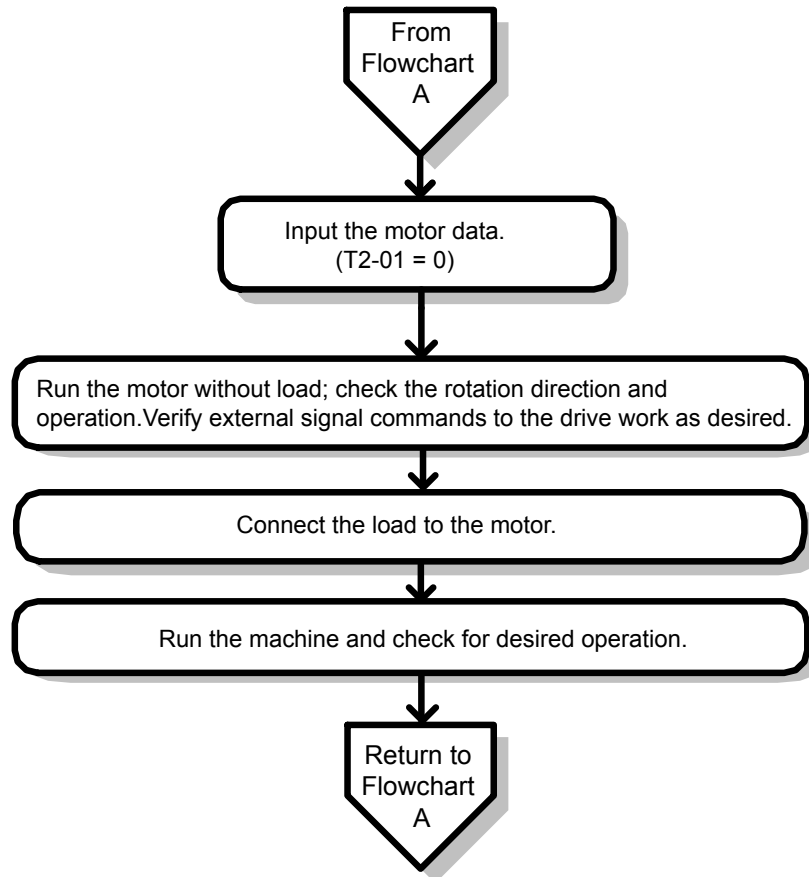 From
Flowchart
A
Input the motor data.
(T2-01 = 0)
Run the motor without load; check the rotation direction and
operation.Verify external signal commands to the drive work as desired.
Connect the load to the motor.
Run the machine and check for desired operation.
Return to
Flowchart
A